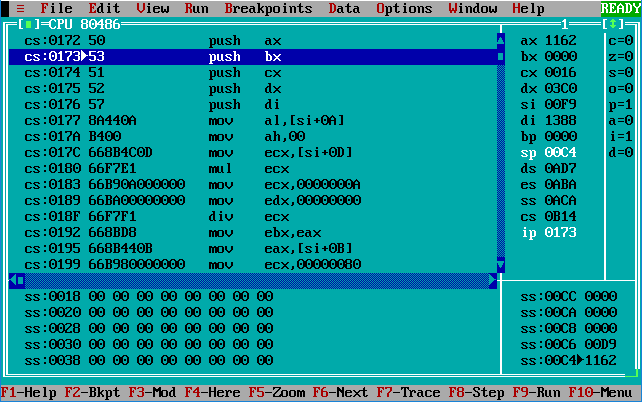 ≡ File Edit View Run Breakpoints Data Options Window Help READY
[■]=CPU 80486 1 [↕]
cs:0172 50 push ax ax 1162 c=0
cs:0173►53 push bx bx 0000 z=0
cs:0174 51 push cx cx 0016 s=0
cs:0175 52 push dx dx 03C0 o=0
cs:0176 57 push di si 00F9 p=1
cs:0177 8A440A mov al,[si+0A] di 1388 a=0
cs:017A B400 mov ah,00 bp 0000 i=1
cs:017C 668B4C0D mov ecx,[si+0D] sp 00C4 d=0
cs:0180 66F7E1 mul ecx ds 0AD7
cs:0183 66B90A000000 mov ecx,0000000A es 0ABA
cs:0189 66BA00000000 mov edx,00000000 ss 0ACA
cs:018F 66F7F1 div ecx cs 0B14
cs:0192 668BD8 mov ebx,eax ip 0173
cs:0195 668B440B mov eax,[si+0B]
cs:0199 66B980000000 mov ecx,00000080
ss:0018 00 00 00 00 00 00 00 00 ss:00CC 0000
ss:0020 00 00 00 00 00 00 00 00 ss:00CA 0000
ss:0028 00 00 00 00 00 00 00 00 ss:00C8 0000
ss:0030 00 00 00 00 00 00 00 00 ss:00C6 00D9
ss:0038 00 00 00 00 00 00 00 00 ss:00C4►1162
F1-Help F2-Bkpt F3-Mod F4-Here F5-Zoom F6-Next F7-Trace F8-Step F9-Run F10-Menu